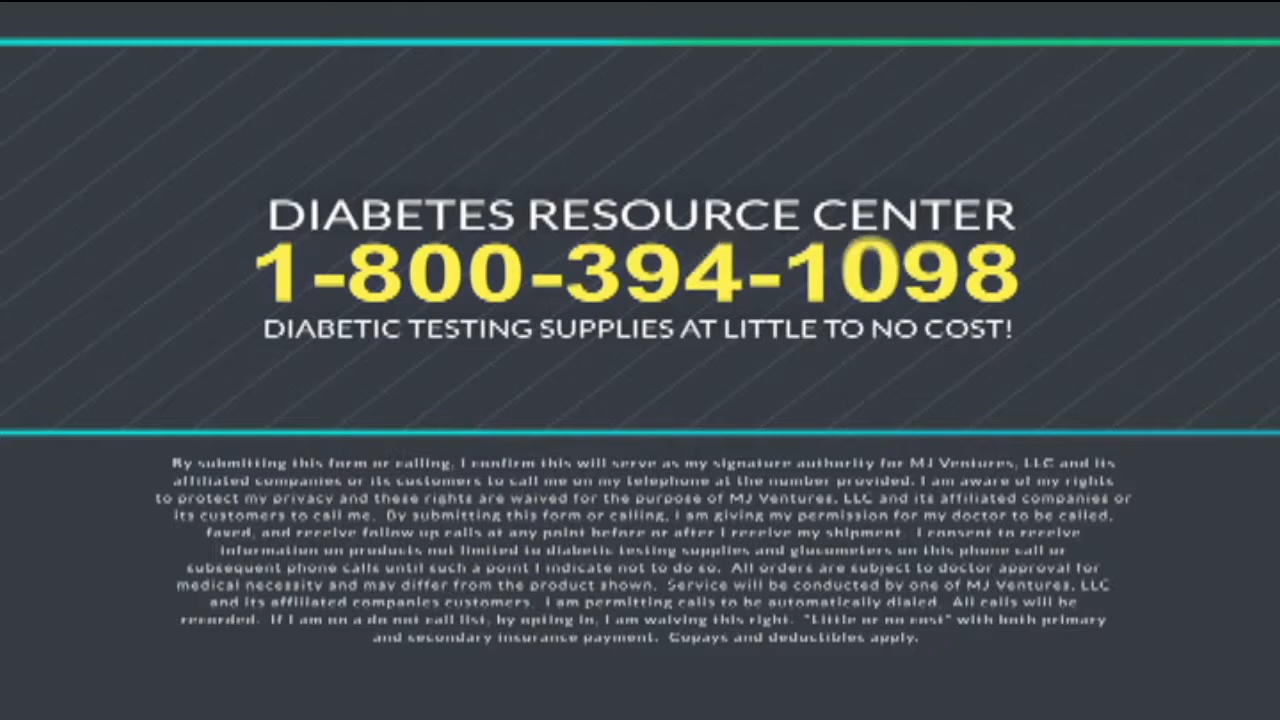 DIABETES RESOURCE CENTER
1-800-394-1098
DIABETIC TESTING SUPPLIES AT LITTLE TO NO COST!
By submitting this form or calling, I confirm this will serve as my signature authority for MJ Ventures, LLC and its
affiliated companies or its customers to call me on my telephone at the number provided. I am aware of my rights
to protect my privacy and these rights are waived for the purpose of MJ Ventures, LLC and its affiliated companies or
its customers to call me. By submitting this form or calling, I am giving my permission for my doctor to be called,
faxed, and receive follow up calls at any point before or after I receive my shipment. I consent to receive
information on products not limited to diabetic testing supplies and glucometers on this phone call or
subsequent phone calls until such a point I indicate not to do so. All orders are subject to doctor approval for
medical necessity and may differ from the product shown. Service will be conducted by one of MJ Ventures, LLC
and its affiliated companies customers. I am permitting calls to be automatically dialed. All calls will be
recorded. If I am on a do not call list, by opting in, I am waiving this right. "Little or no cost" with both primary
and secondary insurance payment. Copays and deductibles apply.